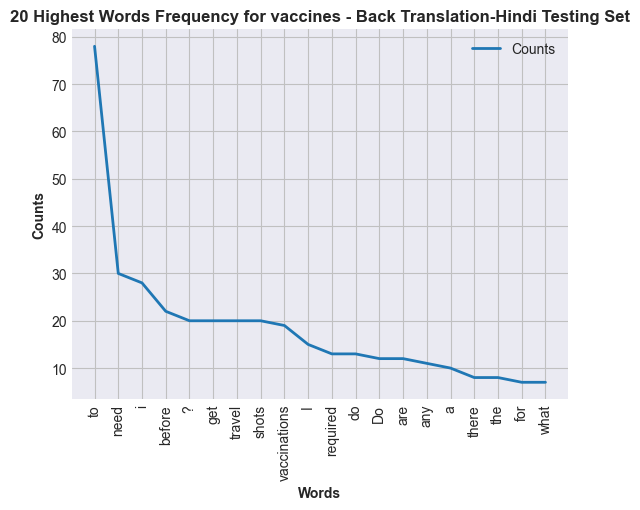 20 Highest Words Frequency for vaccines - Back Translation-Hindi Testing Set
Counts
80
70
60
50
40
30
20
10
Counts
to
need
i
before
?
get
travel
shots
vaccinations
I
required
do
Do
are
any
a
there
the
for
what
Words